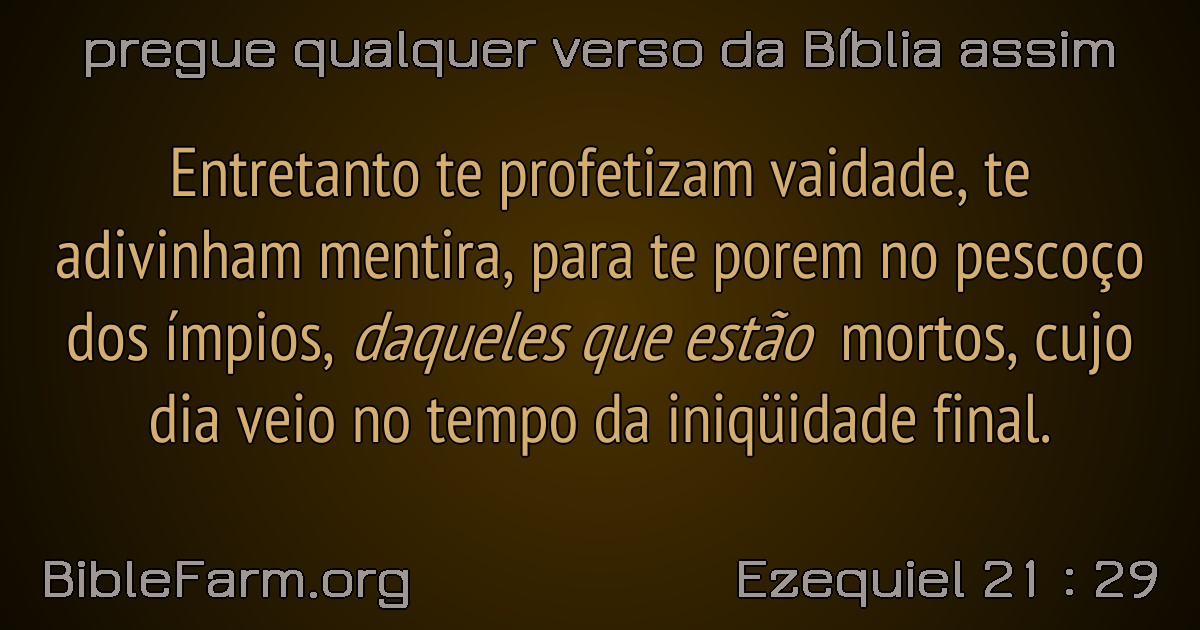 pregue qualquer verso da Bíblia assim
Entretanto te profetizam vaidade, te
adivinham mentira, para te porem no pescoço
dos ímpios, daqueles que estão mortos, cujo
dia veio no tempo da iniqüidade final.
BibleFarm.org
Ezequiel 21 : 29